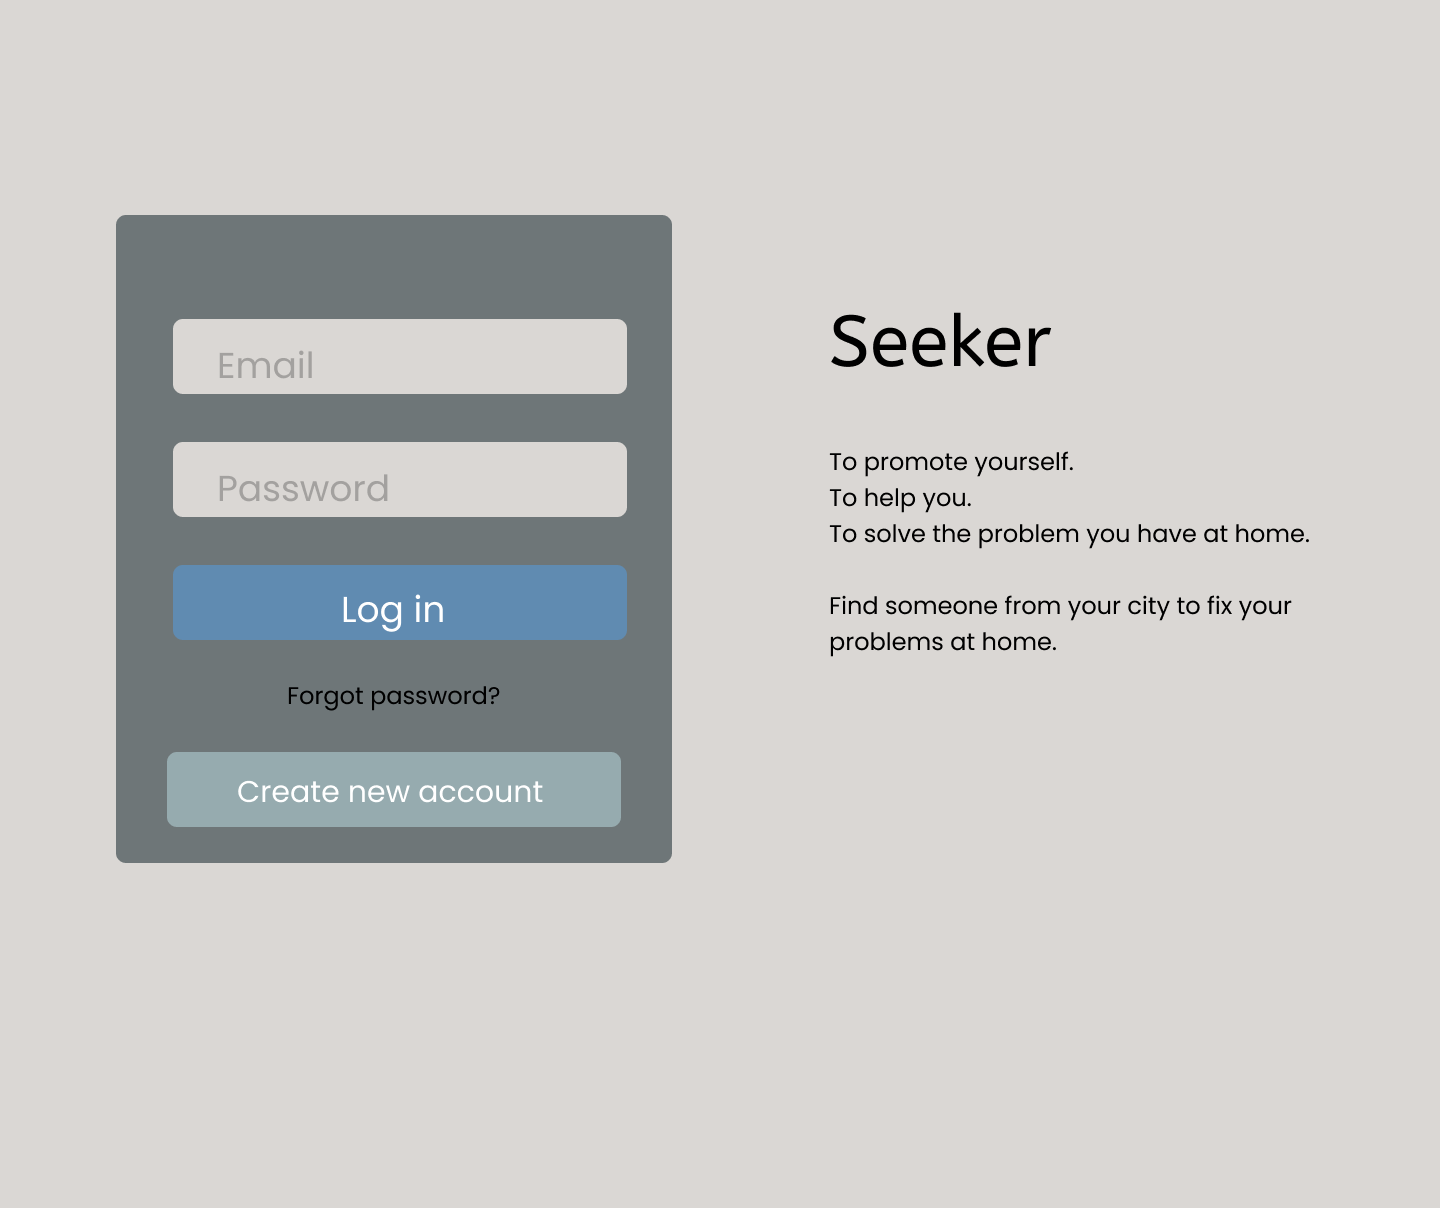 Email
Password
Log in
Forgot password?
Create new account
Seeker
To promote yourself.
To help you.
To solve the problem you have at home.
Find someone from your city to fix your
problems at home.